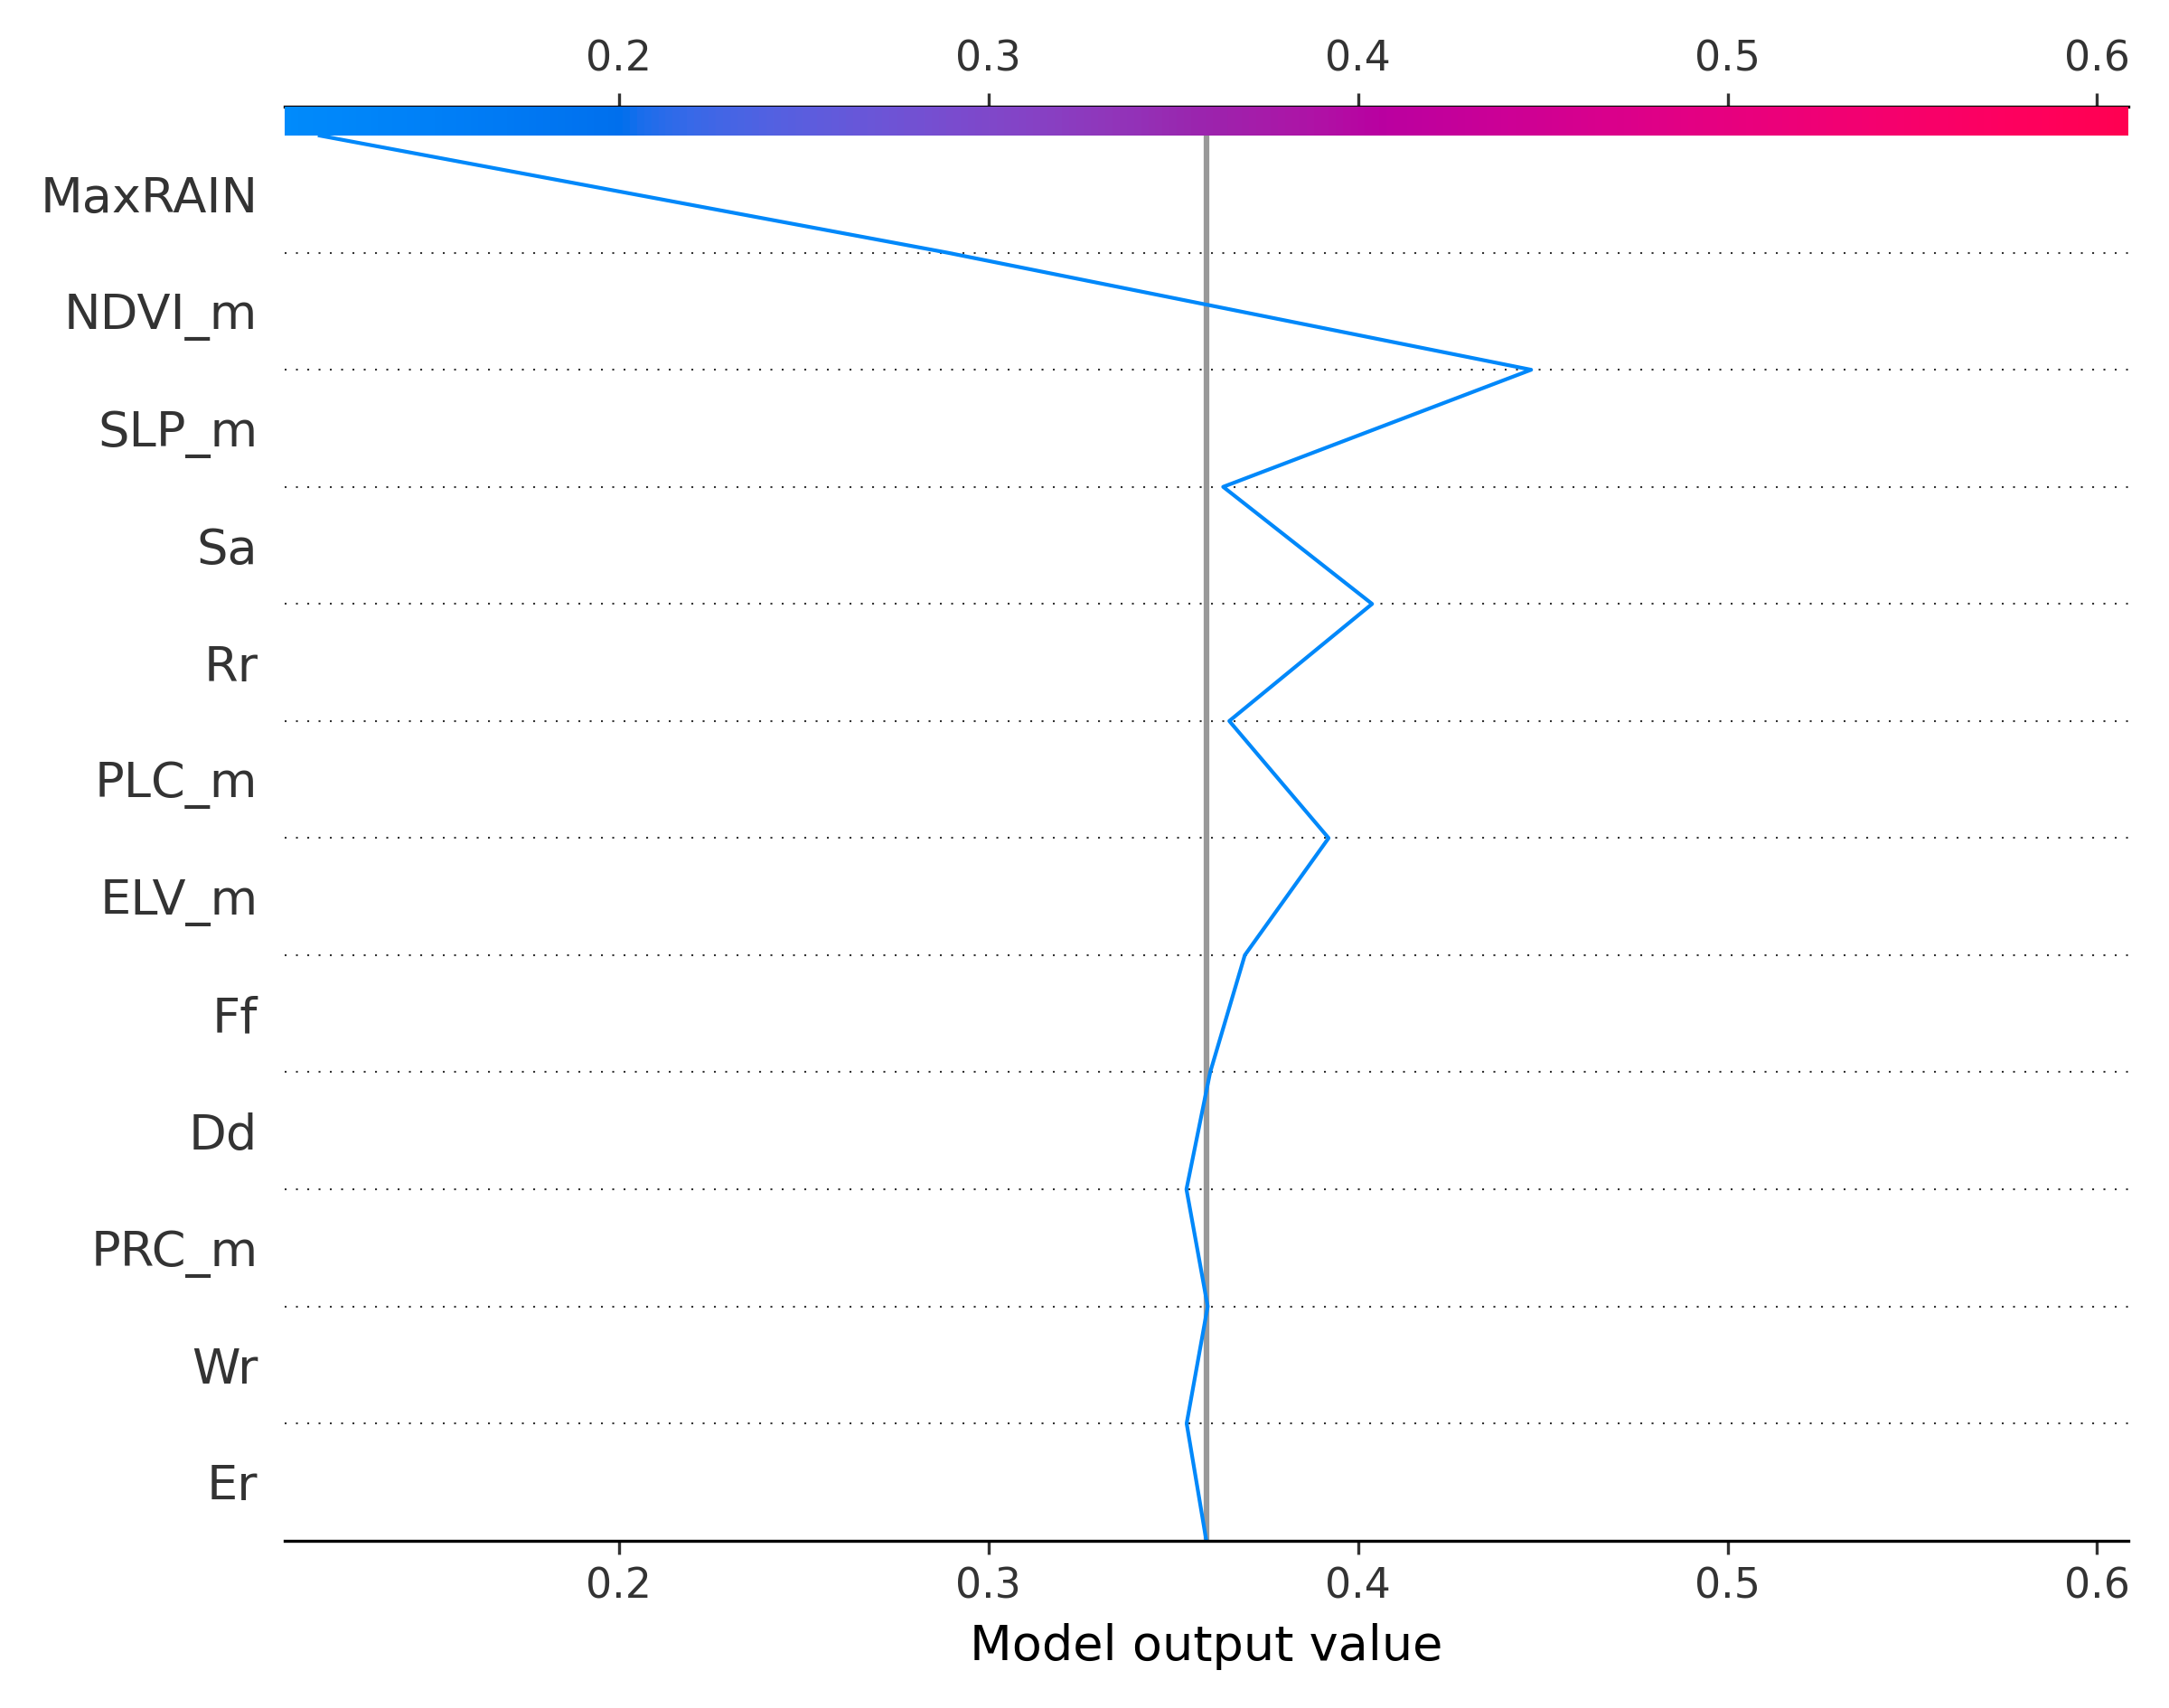 0.2 0.3 0.4 0.5 0.6
MaxRAIN
NDVI_m
SLP_m
Sa
Rr
PLC_m
ELV_m
Ff
Dd
PRC_m
Wr
Er
0.2 0.3 0.4 0.5 0.6
Model output value